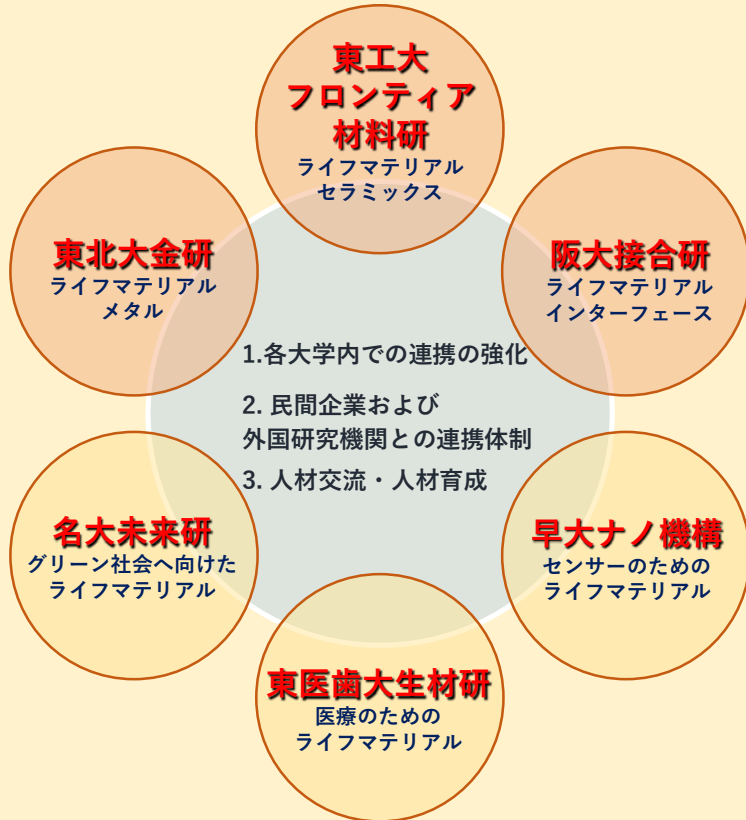 東工大
フロンティア
材料研
ライフマテリアル
セラミックス
東北大金研
ライフマテリアル
メタル
阪大接合研
ライフマテリアル
インターフェース
1.各大学内での連携の強化
2. 民間企業および
外国研究機関との連携体制
3. 人材交流・人材育成
名大未来研
グリーン社会へ向けた
ライフマテリアル
早大ナノ機構
センサーのための
ライフマテリアル
東医歯大生材研
医療のための
ライフマテリアル